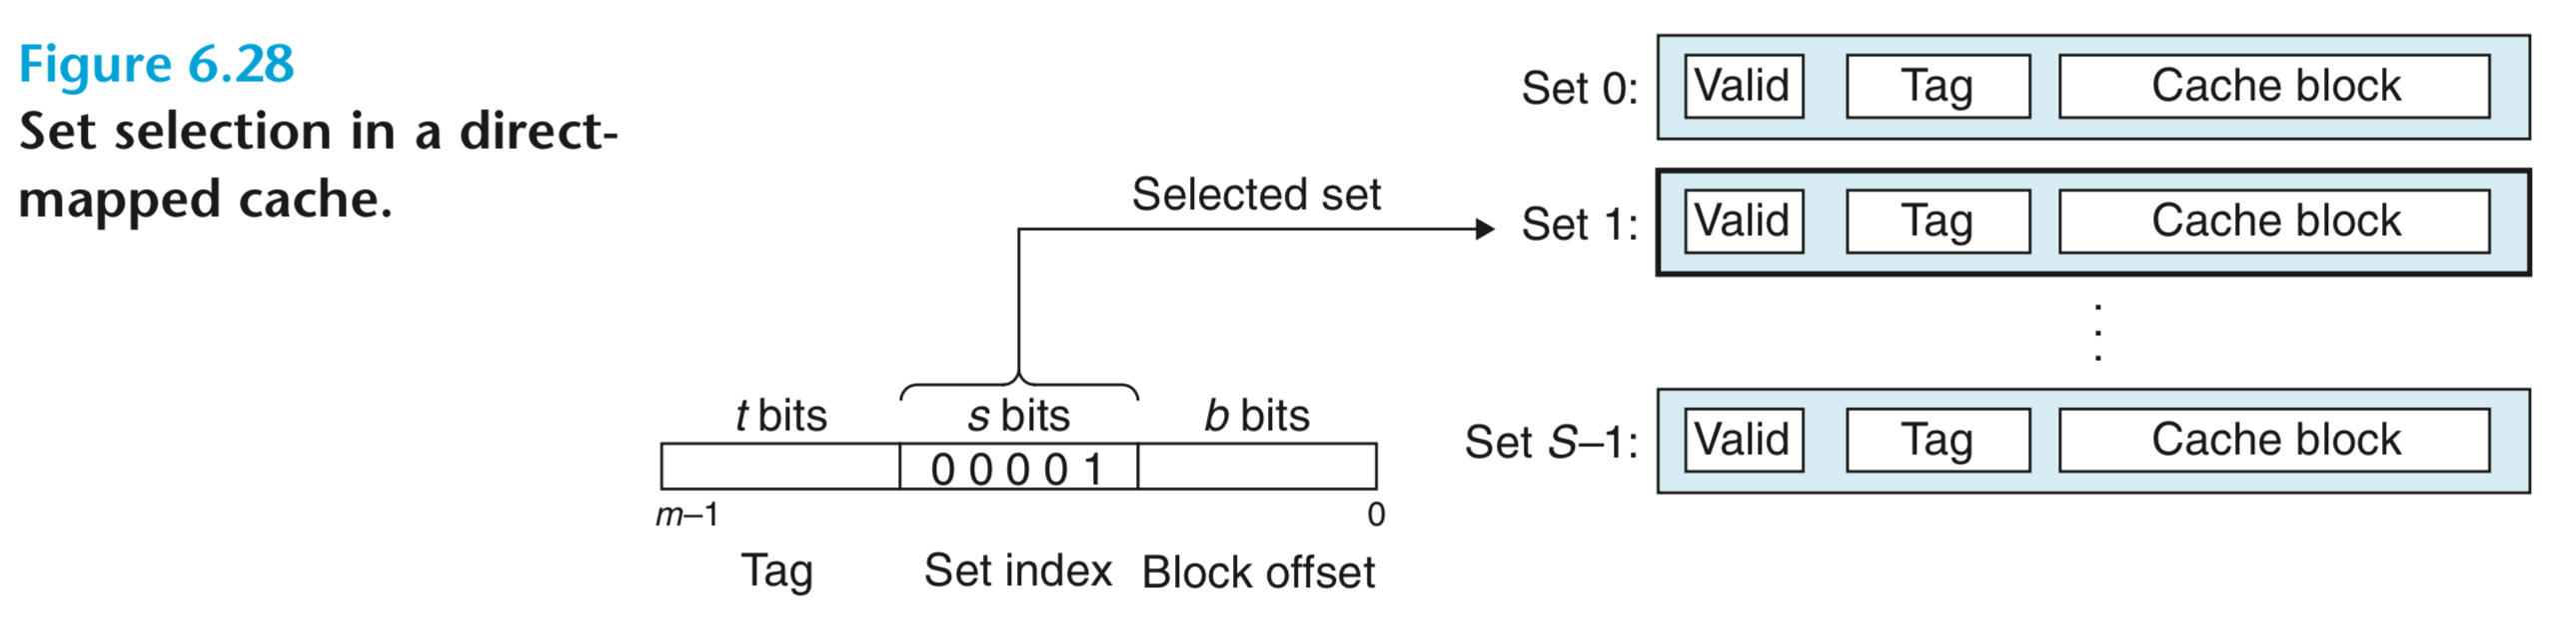 Figure 6.28
Set selection in a direct-
mapped cache.
Set 0: Valid Tag Cache block
Selected set
Set 1: Valid Tag Cache block
⋮
t bits s bits b bits
Set S–1: Valid Tag Cache block
0 0 0 0 1
m–1 0
Tag Set index Block offset